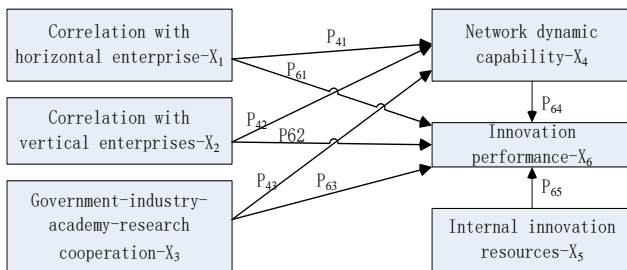 Correlation with
horizontal enterprise-X₁
Correlation with
vertical enterprises-X₂
Government-industry-
academy-research
cooperation-X₃
P₄₁
P₆₁
P₄₂
P62
P₄₃
P₆₃
Network dynamic
capability-X₄
P₆₄
Innovation
performance-X₆
P₆₅
Internal innovation
resources-X₅